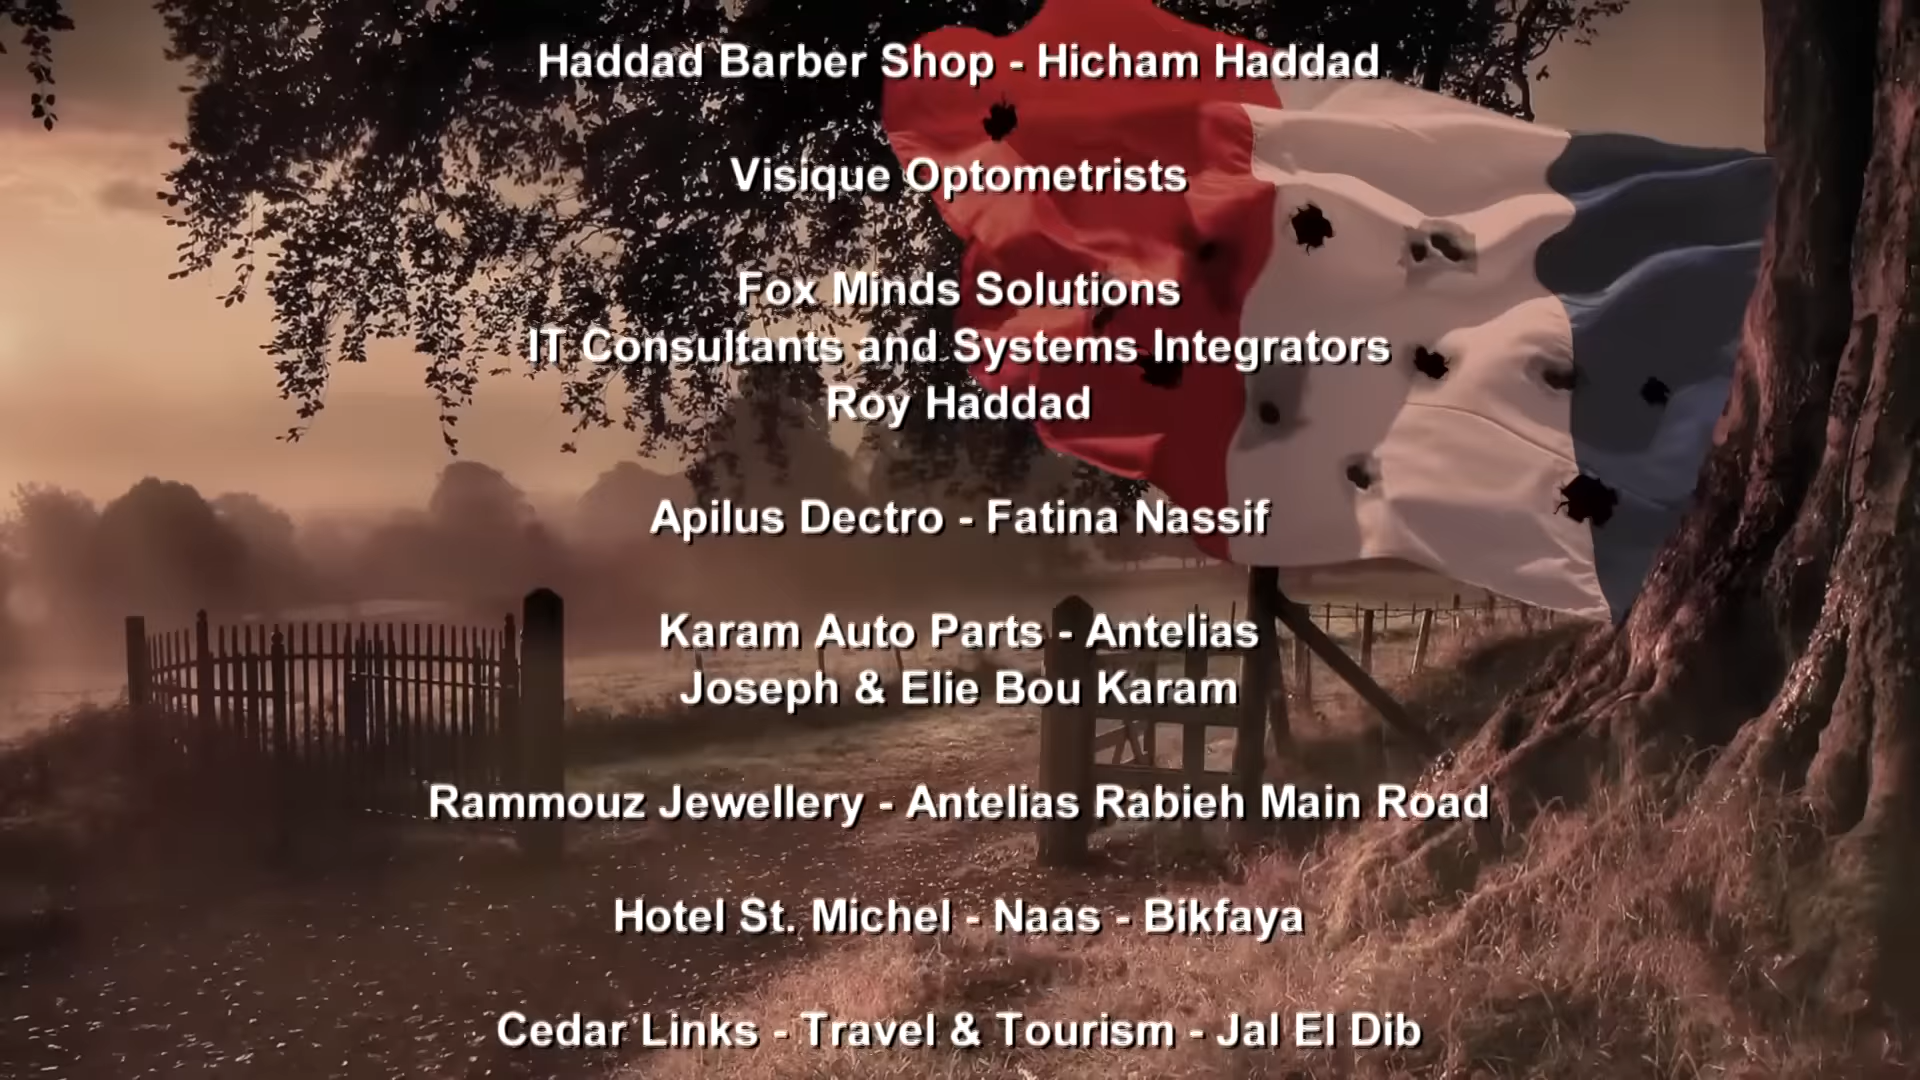 Haddad Barber Shop - Hicham Haddad
Visique Optometrists
Fox Minds Solutions
IT Consultants and Systems Integrators
Roy Haddad
Apilus Dectro - Fatina Nassif
Karam Auto Parts - Antelias
Joseph & Elie Bou Karam
Rammouz Jewellery - Antelias Rabieh Main Road
Hotel St. Michel - Naas - Bikfaya
Cedar Links - Travel & Tourism - Jal El Dib